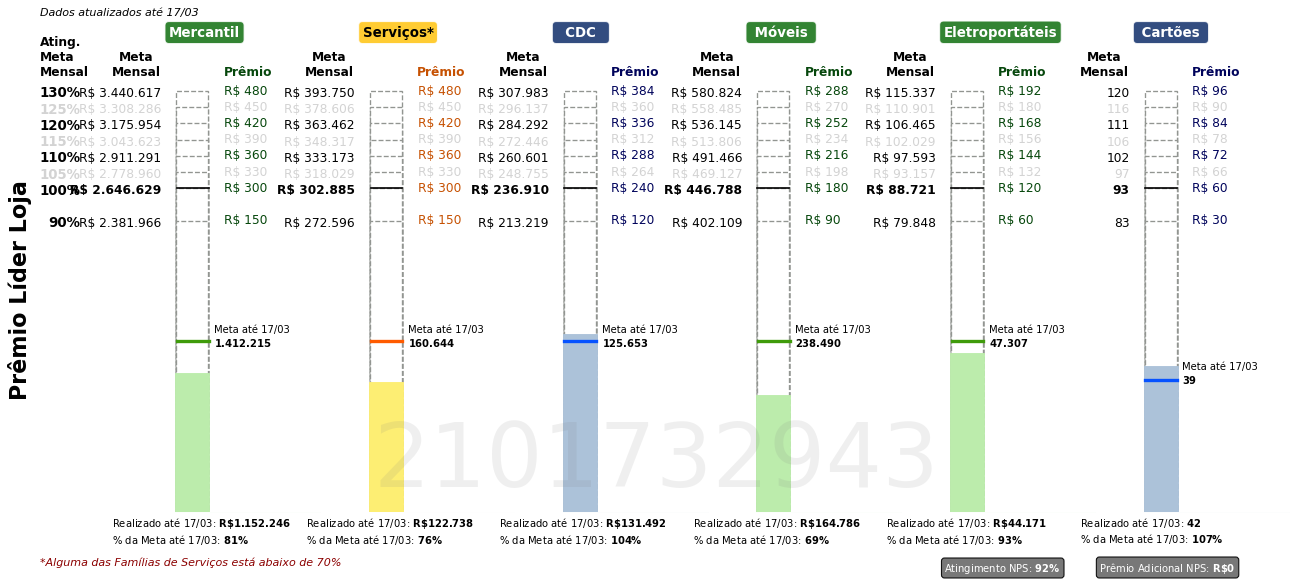 Dados atualizados até 17/03
Mercantil Serviços* CDC Móveis Eletroportáteis Cartões
Ating. Meta Mensal
Meta Mensal Prêmio Meta Mensal Prêmio Meta Mensal Prêmio Meta Mensal Prêmio Meta Mensal Prêmio Meta Mensal Prêmio
130% R$ 3.440.617 R$ 480 R$ 393.750 R$ 480 R$ 307.983 R$ 384 R$ 580.824 R$ 288 R$ 115.337 R$ 192 120 R$ 96
125% R$ 3.308.286 R$ 450 R$ 378.606 R$ 450 R$ 296.137 R$ 360 R$ 558.485 R$ 270 R$ 110.901 R$ 180 116 R$ 90
120% R$ 3.175.954 R$ 420 R$ 363.462 R$ 420 R$ 284.292 R$ 336 R$ 536.145 R$ 252 R$ 106.465 R$ 168 111 R$ 84
115% R$ 3.043.623 R$ 390 R$ 348.317 R$ 390 R$ 272.446 R$ 312 R$ 513.806 R$ 234 R$ 102.029 R$ 156 106 R$ 78
110% R$ 2.911.291 R$ 360 R$ 333.173 R$ 360 R$ 260.601 R$ 288 R$ 491.466 R$ 216 R$ 97.593 R$ 144 102 R$ 72
105% R$ 2.778.960 R$ 330 R$ 318.029 R$ 330 R$ 248.755 R$ 264 R$ 469.127 R$ 198 R$ 93.157 R$ 132 97 R$ 66
100% R$ 2.646.629 R$ 300 R$ 302.885 R$ 300 R$ 236.910 R$ 240 R$ 446.788 R$ 180 R$ 88.721 R$ 120 93 R$ 60
90% R$ 2.381.966 R$ 150 R$ 272.596 R$ 150 R$ 213.219 R$ 120 R$ 402.109 R$ 90 R$ 79.848 R$ 60 83 R$ 30
Prêmio Líder Loja
Meta até 17/03 Meta até 17/03 Meta até 17/03 Meta até 17/03 Meta até 17/03
1.412.215 160.644 125.653 238.490 47.307
Meta até 17/03
39
2101732943
Realizado até 17/03: R$1.152.246 Realizado até 17/03: R$122.738 Realizado até 17/03: R$131.492 Realizado até 17/03: R$164.786 Realizado até 17/03: R$44.171 Realizado até 17/03: 42
% da Meta até 17/03: 81% % da Meta até 17/03: 76% % da Meta até 17/03: 104% % da Meta até 17/03: 69% % da Meta até 17/03: 93% % da Meta até 17/03: 107%
*Alguma das Famílias de Serviços está abaixo de 70%
Atingimento NPS: 92% Prêmio Adicional NPS: R$0